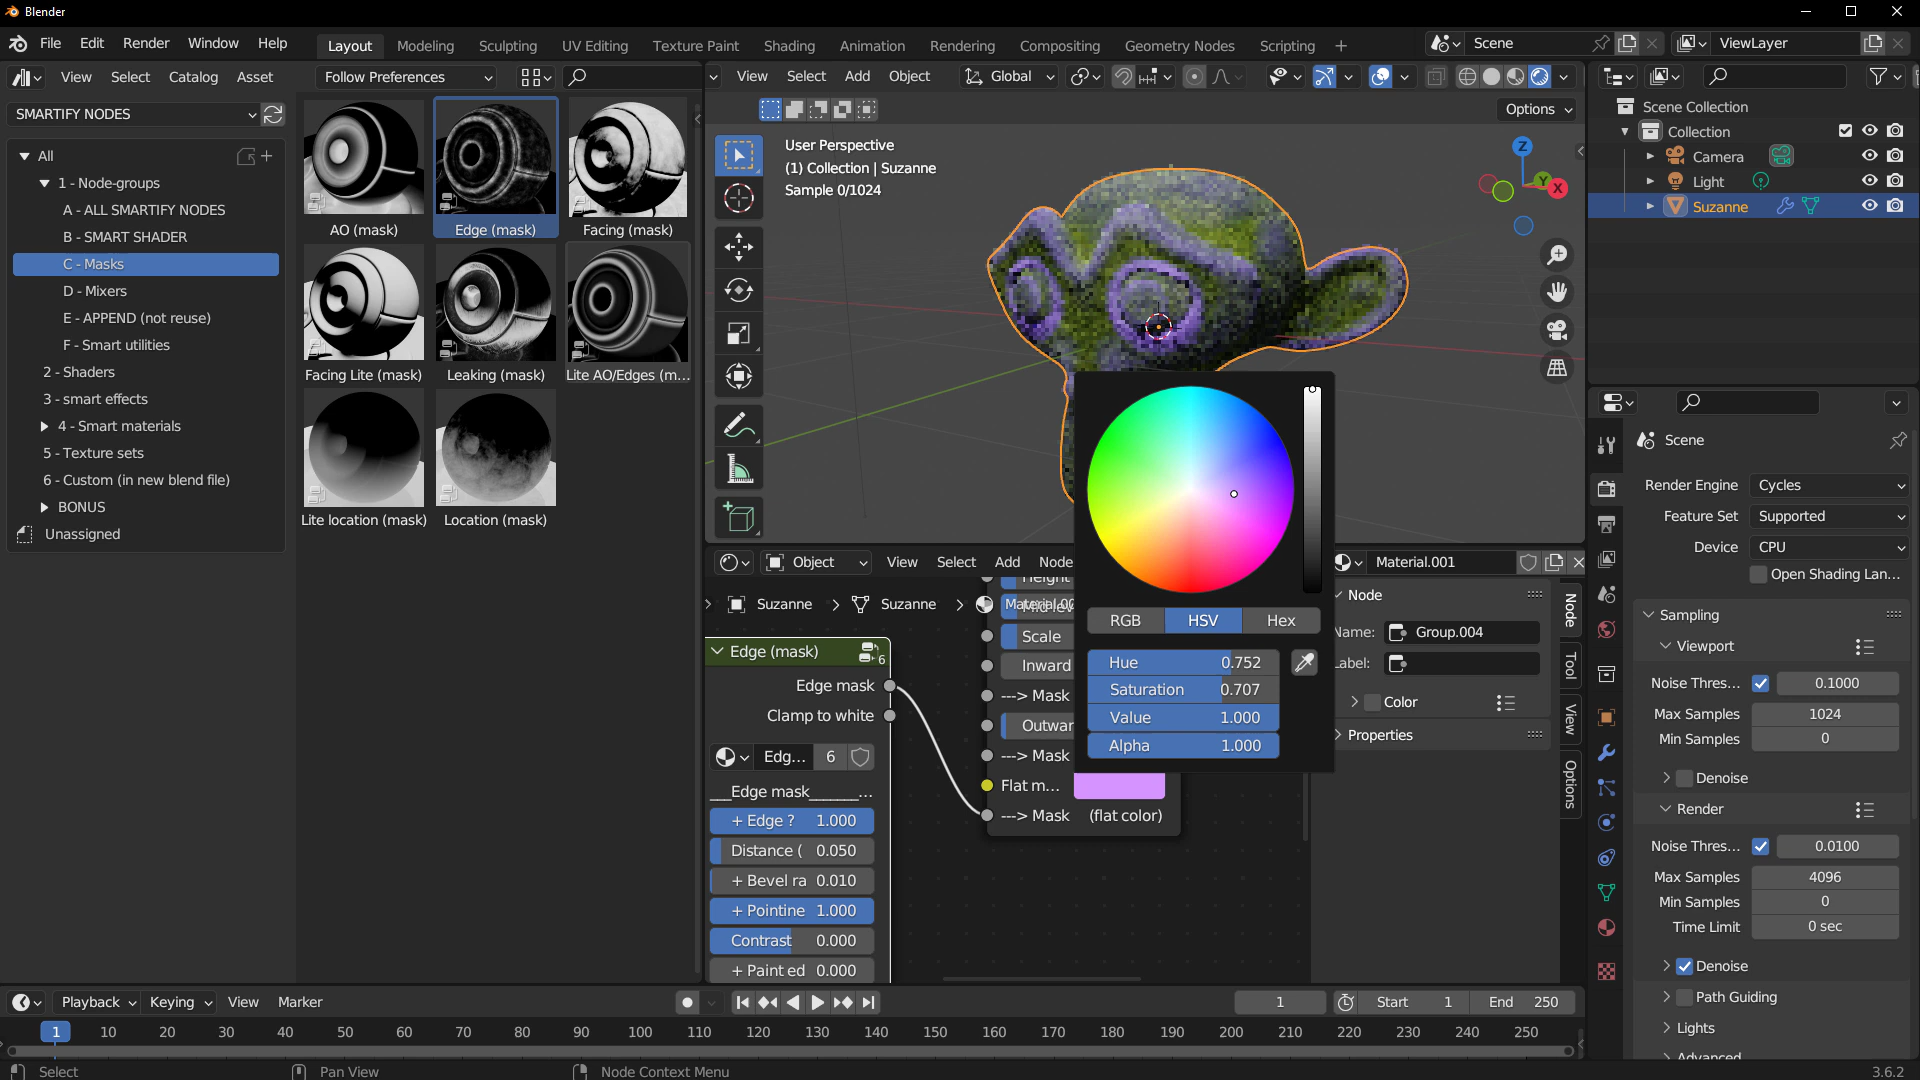 Blender
File Edit Render Window Help
Layout Modeling Sculpting UV Editing Texture Paint Shading Animation Rendering Compositing Geometry Nodes Scripting +
Scene
ViewLayer
View Select Catalog Asset
Follow Preferences
View Select Add Object
Global
Options
SMARTIFY NODES
All
1 - Node-groups
A - ALL SMARTIFY NODES
B - SMART SHADER
C - Masks
D - Mixers
E - APPEND (not reuse)
F - Smart utilities
2 - Shaders
3 - smart effects
4 - Smart materials
5 - Texture sets
6 - Custom (in new blend file)
BONUS
Unassigned
AO (mask)
Edge (mask)
Facing (mask)
Facing Lite (mask)
Leaking (mask)
Lite AO/Edges (m...
Lite location (mask)
Location (mask)
User Perspective
(1) Collection | Suzanne
Sample 0/1024
Z
Y
X
Scene Collection
Collection
Camera
Light
Suzanne
RGB HSV Hex
Hue 0.752
Saturation 0.707
Value 1.000
Alpha 1.000
Object
View Select Add Node
Material.001
Suzanne > Suzanne >
Edge (mask)
6
Edge mask
Clamp to white
Edg... 6
___Edge mask_______...
+ Edge ? 1.000
Distance ( 0.050
+ Bevel ra 0.010
+ Pointine 1.000
Contrast 0.000
+ Paint ed 0.000
Height
Scale
Inward
---> Mask
Outwar
---> Mask
Flat m...
---> Mask (flat color)
Node
Name: Group.004
Label:
Color
Properties
Node
Tool
View
Options
Scene
Render Engine Cycles
Feature Set Supported
Device CPU
Open Shading Lan...
Sampling
Viewport
Noise Thres... 0.1000
Max Samples 1024
Min Samples 0
Denoise
Render
Noise Thres... 0.0100
Max Samples 4096
Min Samples 0
Time Limit 0 sec
Denoise
Path Guiding
Lights
Advanced
Playback Keying View Marker
1
Start 1
End 250
1 10 20 30 40 50 60 70 80 90 100 110 120 130 140 150 160 170 180 190 200 210 220 230 240 250
Select
Pan View
Node Context Menu
3.6.2